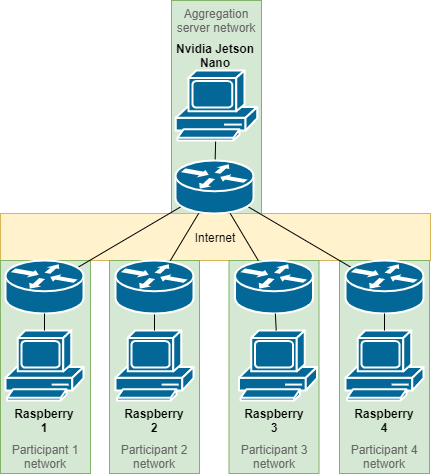 Aggregation
server network
Nvidia Jetson
Nano
Internet
Raspberry
1
Participant 1
network
Raspberry
2
Participant 2
network
Raspberry
3
Participant 3
network
Raspberry
4
Participant 4
network